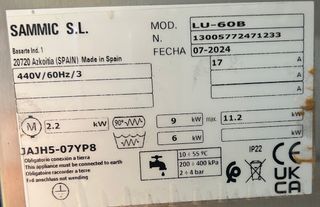 SAMMIC S.L.
Basarte Ind. 1
20720 Azkoitia (SPAIN) Made in Spain
MOD. LU-60B
N. 13005772471233
FECHA 07-2024
440V/60Hz/3
17 A
A
A
M 2.2 kW 90°C 9 kW max. 11.2 kW
6 kW
JAJH5-07YP8
Obligatorio conexión a tierra
This appliance must be connected to earth
Obligatoire raccorder a terre
10 ÷ 55 ºC
200 ÷ 400 kPa
2 ÷ 4 bar
IP22
CE
UK
CA